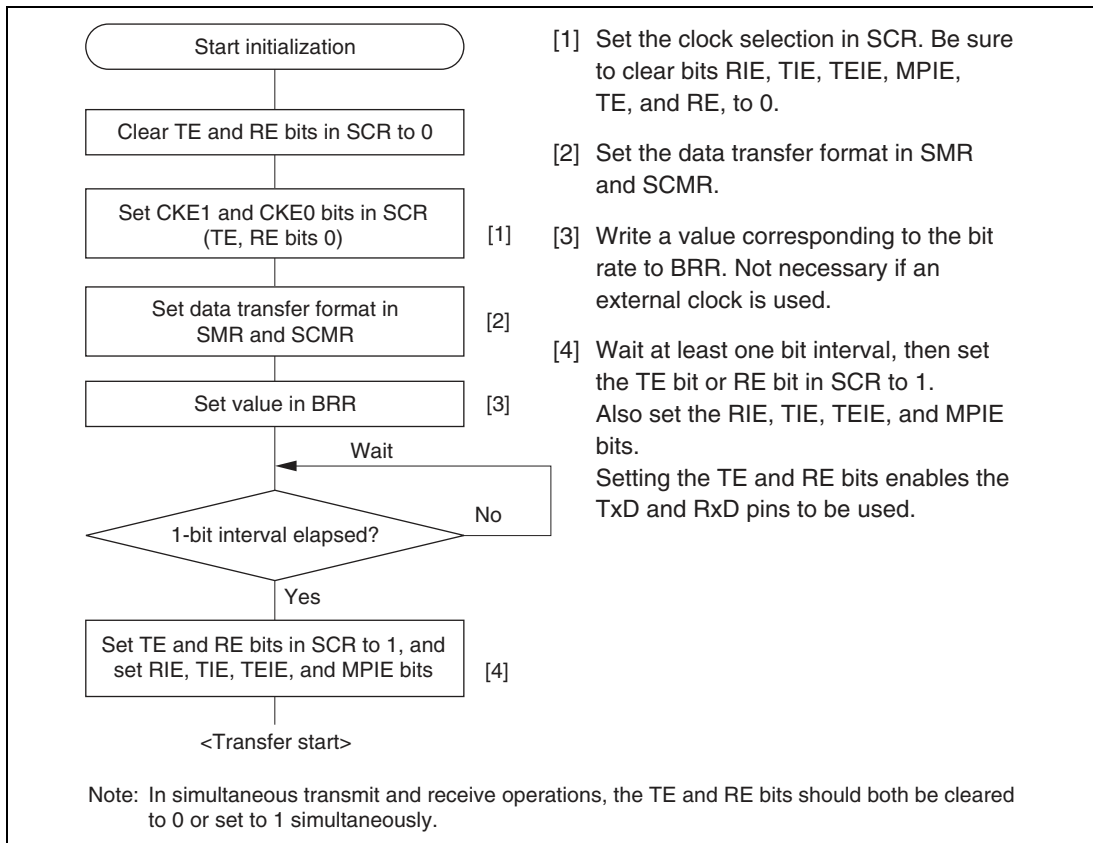 Start initialization
Clear TE and RE bits in SCR to 0
Set CKE1 and CKE0 bits in SCR
(TE, RE bits 0)
[1]
Set data transfer format in
SMR and SCMR
[2]
Set value in BRR
[3]
Wait
1-bit interval elapsed?
No
Yes
Set TE and RE bits in SCR to 1, and
set RIE, TIE, TEIE, and MPIE bits
[4]
<Transfer start>
[1] Set the clock selection in SCR. Be sure
to clear bits RIE, TIE, TEIE, MPIE,
TE, and RE, to 0.
[2] Set the data transfer format in SMR
and SCMR.
[3] Write a value corresponding to the bit
rate to BRR. Not necessary if an
external clock is used.
[4] Wait at least one bit interval, then set
the TE bit or RE bit in SCR to 1.
Also set the RIE, TIE, TEIE, and MPIE
bits.
Setting the TE and RE bits enables the
TxD and RxD pins to be used.
Note: In simultaneous transmit and receive operations, the TE and RE bits should both be cleared
to 0 or set to 1 simultaneously.